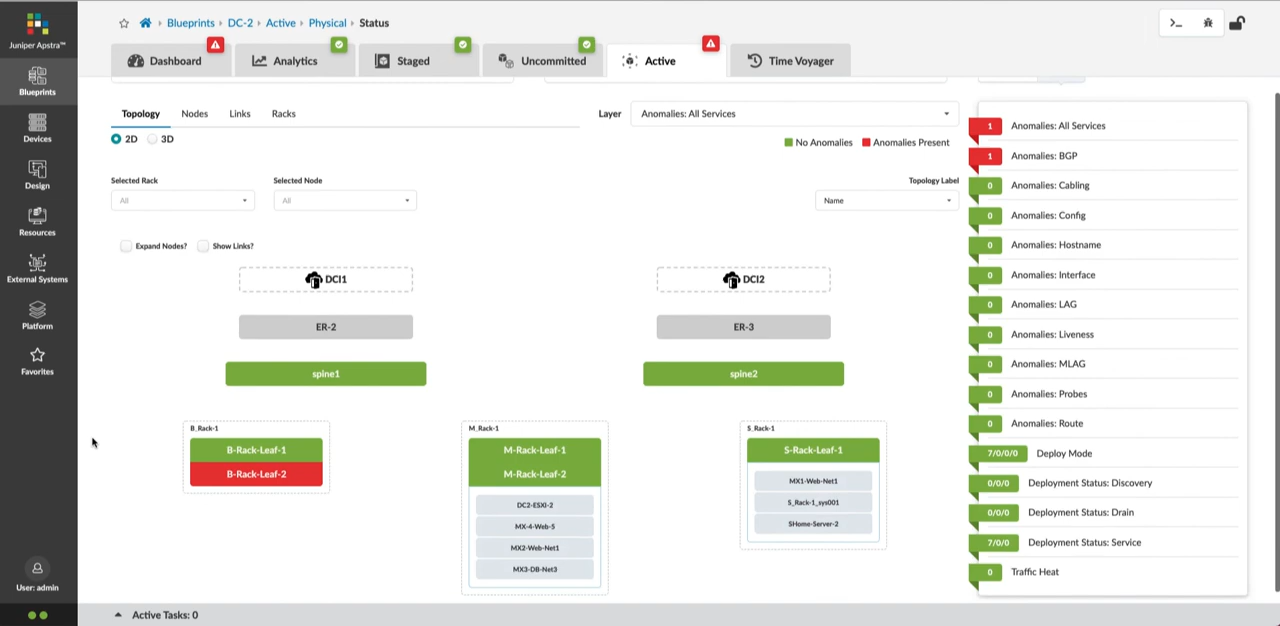 Juniper Apstra™
Blueprints
Devices
Design
Resources
External Systems
Platform
Favorites
User: admin
Blueprints › DC-2 › Active › Physical › Status
Dashboard
Analytics
Staged
Uncommitted
Active
Time Voyager
Topology Nodes Links Racks
2D 3D
Layer Anomalies: All Services
No Anomalies Anomalies Present
Selected Rack
All
Selected Node
All
Topology Label
Name
Expand Nodes? Show Links?
DCI1
DCI2
ER-2
ER-3
spine1
spine2
B_Rack-1
B-Rack-Leaf-1
B-Rack-Leaf-2
M_Rack-1
M-Rack-Leaf-1
M-Rack-Leaf-2
DC2-ESXI-2
MX-4-Web-5
MX2-Web-Net1
MX3-DB-Net3
S_Rack-1
S-Rack-Leaf-1
MX1-Web-Net1
S_Rack-1_sys001
SHome-Server-2
1 Anomalies: All Services
1 Anomalies: BGP
0 Anomalies: Cabling
0 Anomalies: Config
0 Anomalies: Hostname
0 Anomalies: Interface
0 Anomalies: LAG
0 Anomalies: Liveness
0 Anomalies: MLAG
0 Anomalies: Probes
0 Anomalies: Route
7/0/0/0 Deploy Mode
0/0/0 Deployment Status: Discovery
0/0/0 Deployment Status: Drain
7/0/0 Deployment Status: Service
0 Traffic Heat
Active Tasks: 0